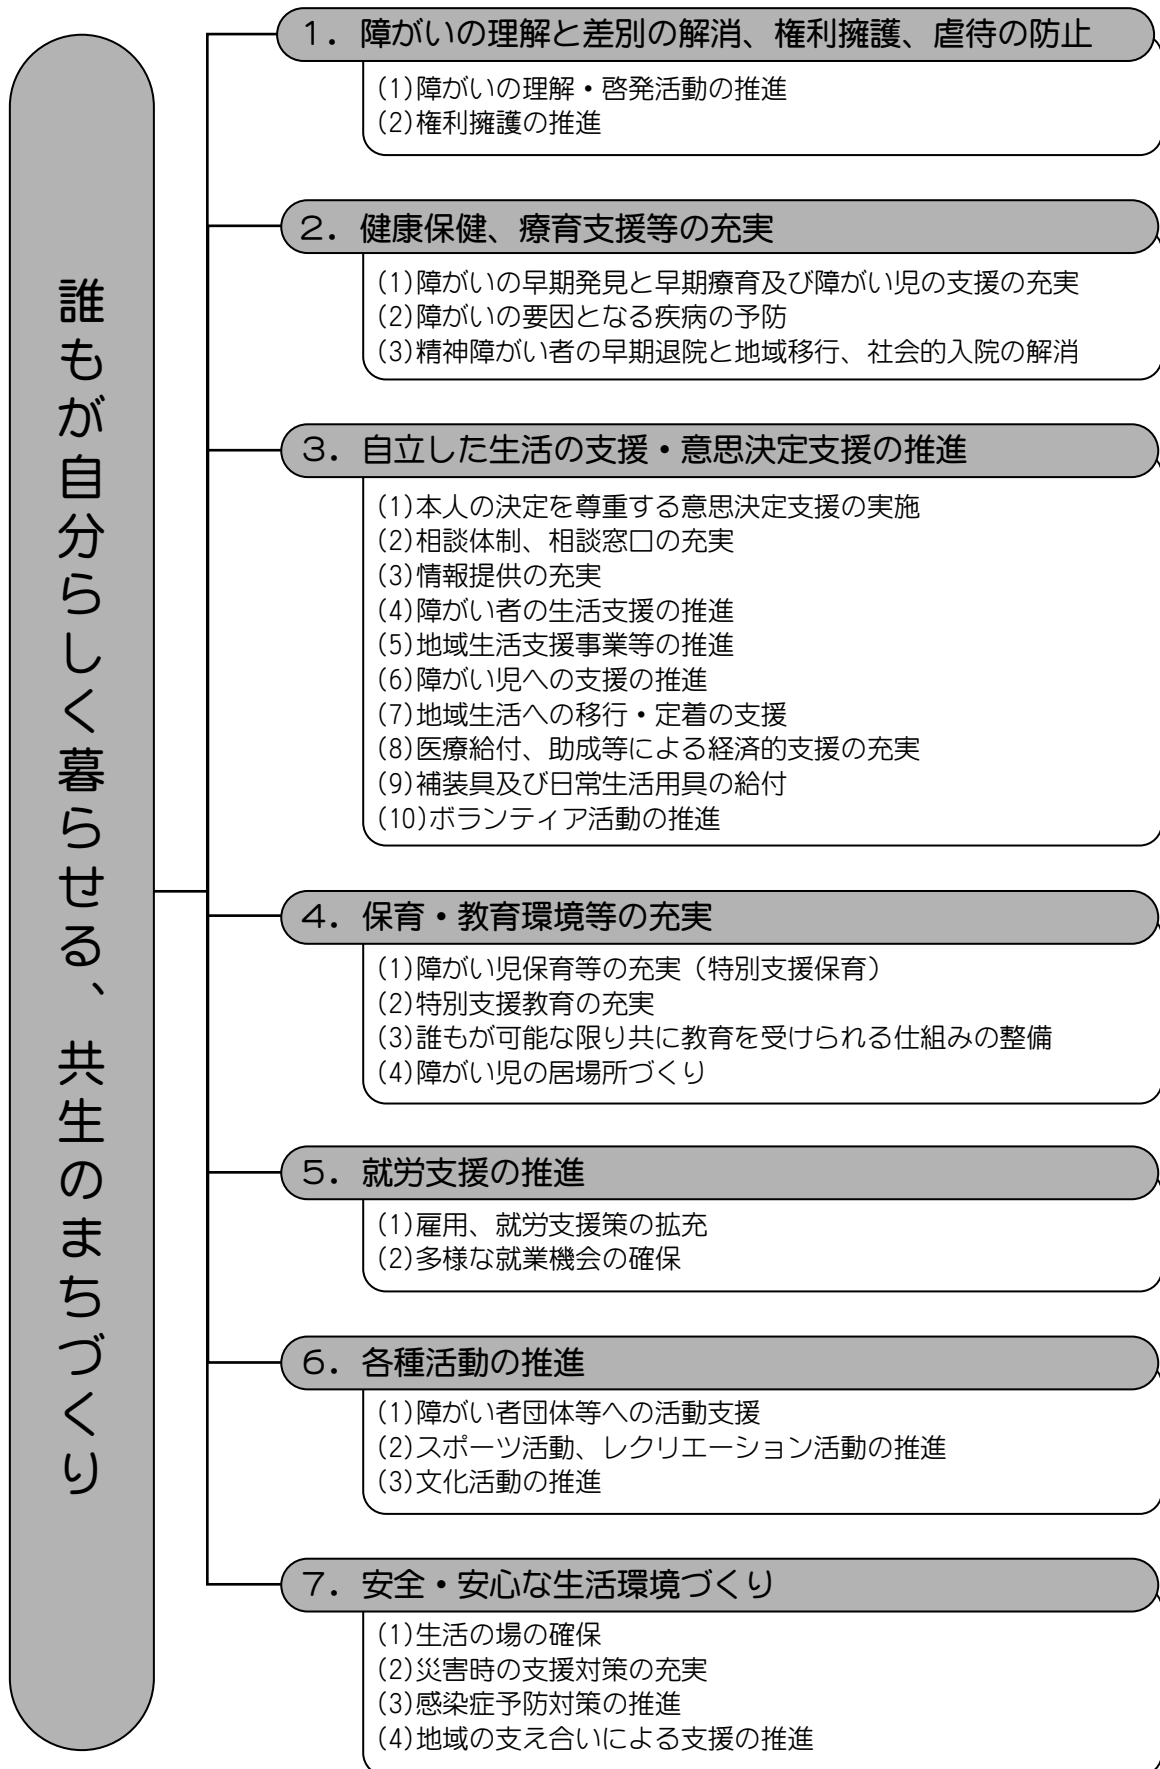 誰もが自分らしく暮らせる、共生のまちづくり
1．障がいの理解と差別の解消、権利擁護、虐待の防止
(1)障がいの理解・啓発活動の推進
(2)権利擁護の推進
2．健康保健、療育支援等の充実
(1)障がいの早期発見と早期療育及び障がい児の支援の充実
(2)障がいの要因となる疾病の予防
(3)精神障がい者の早期退院と地域移行、社会的入院の解消
3．自立した生活の支援・意思決定支援の推進
(1)本人の決定を尊重する意思決定支援の実施
(2)相談体制、相談窓口の充実
(3)情報提供の充実
(4)障がい者の生活支援の推進
(5)地域生活支援事業等の推進
(6)障がい児への支援の推進
(7)地域生活への移行・定着の支援
(8)医療給付、助成等による経済的支援の充実
(9)補装具及び日常生活用具の給付
(10)ボランティア活動の推進
4．保育・教育環境等の充実
(1)障がい児保育等の充実（特別支援保育）
(2)特別支援教育の充実
(3)誰もが可能な限り共に教育を受けられる仕組みの整備
(4)障がい児の居場所づくり
5．就労支援の推進
(1)雇用、就労支援策の拡充
(2)多様な就業機会の確保
6．各種活動の推進
(1)障がい者団体等への活動支援
(2)スポーツ活動、レクリエーション活動の推進
(3)文化活動の推進
7．安全・安心な生活環境づくり
(1)生活の場の確保
(2)災害時の支援対策の充実
(3)感染症予防対策の推進
(4)地域の支え合いによる支援の推進